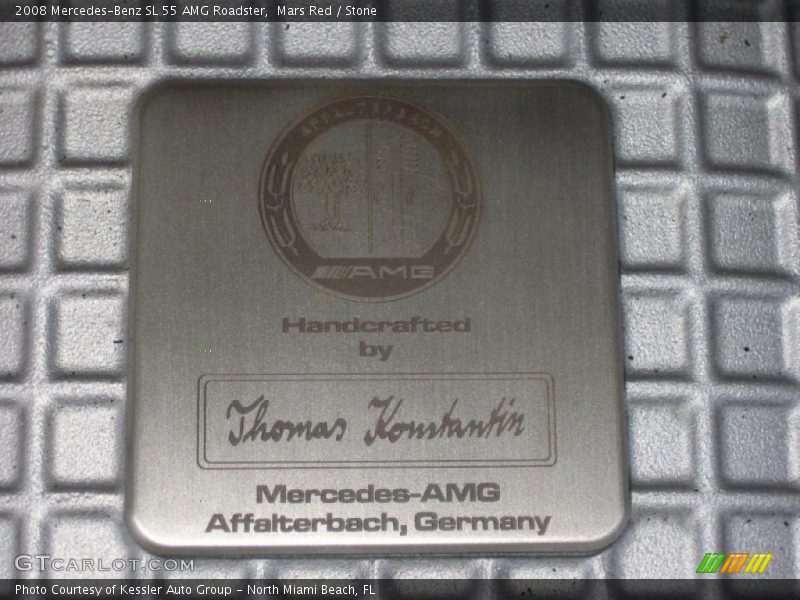 2008 Mercedes-Benz SL 55 AMG Roadster, Mars Red / Stone
AFFALTERBACH
AMG
Handcrafted
by
Thomas Konstantin
Mercedes-AMG
Affalterbach, Germany
GTcarlot.com
Photo Courtesy of Kessler Auto Group - North Miami Beach, FL